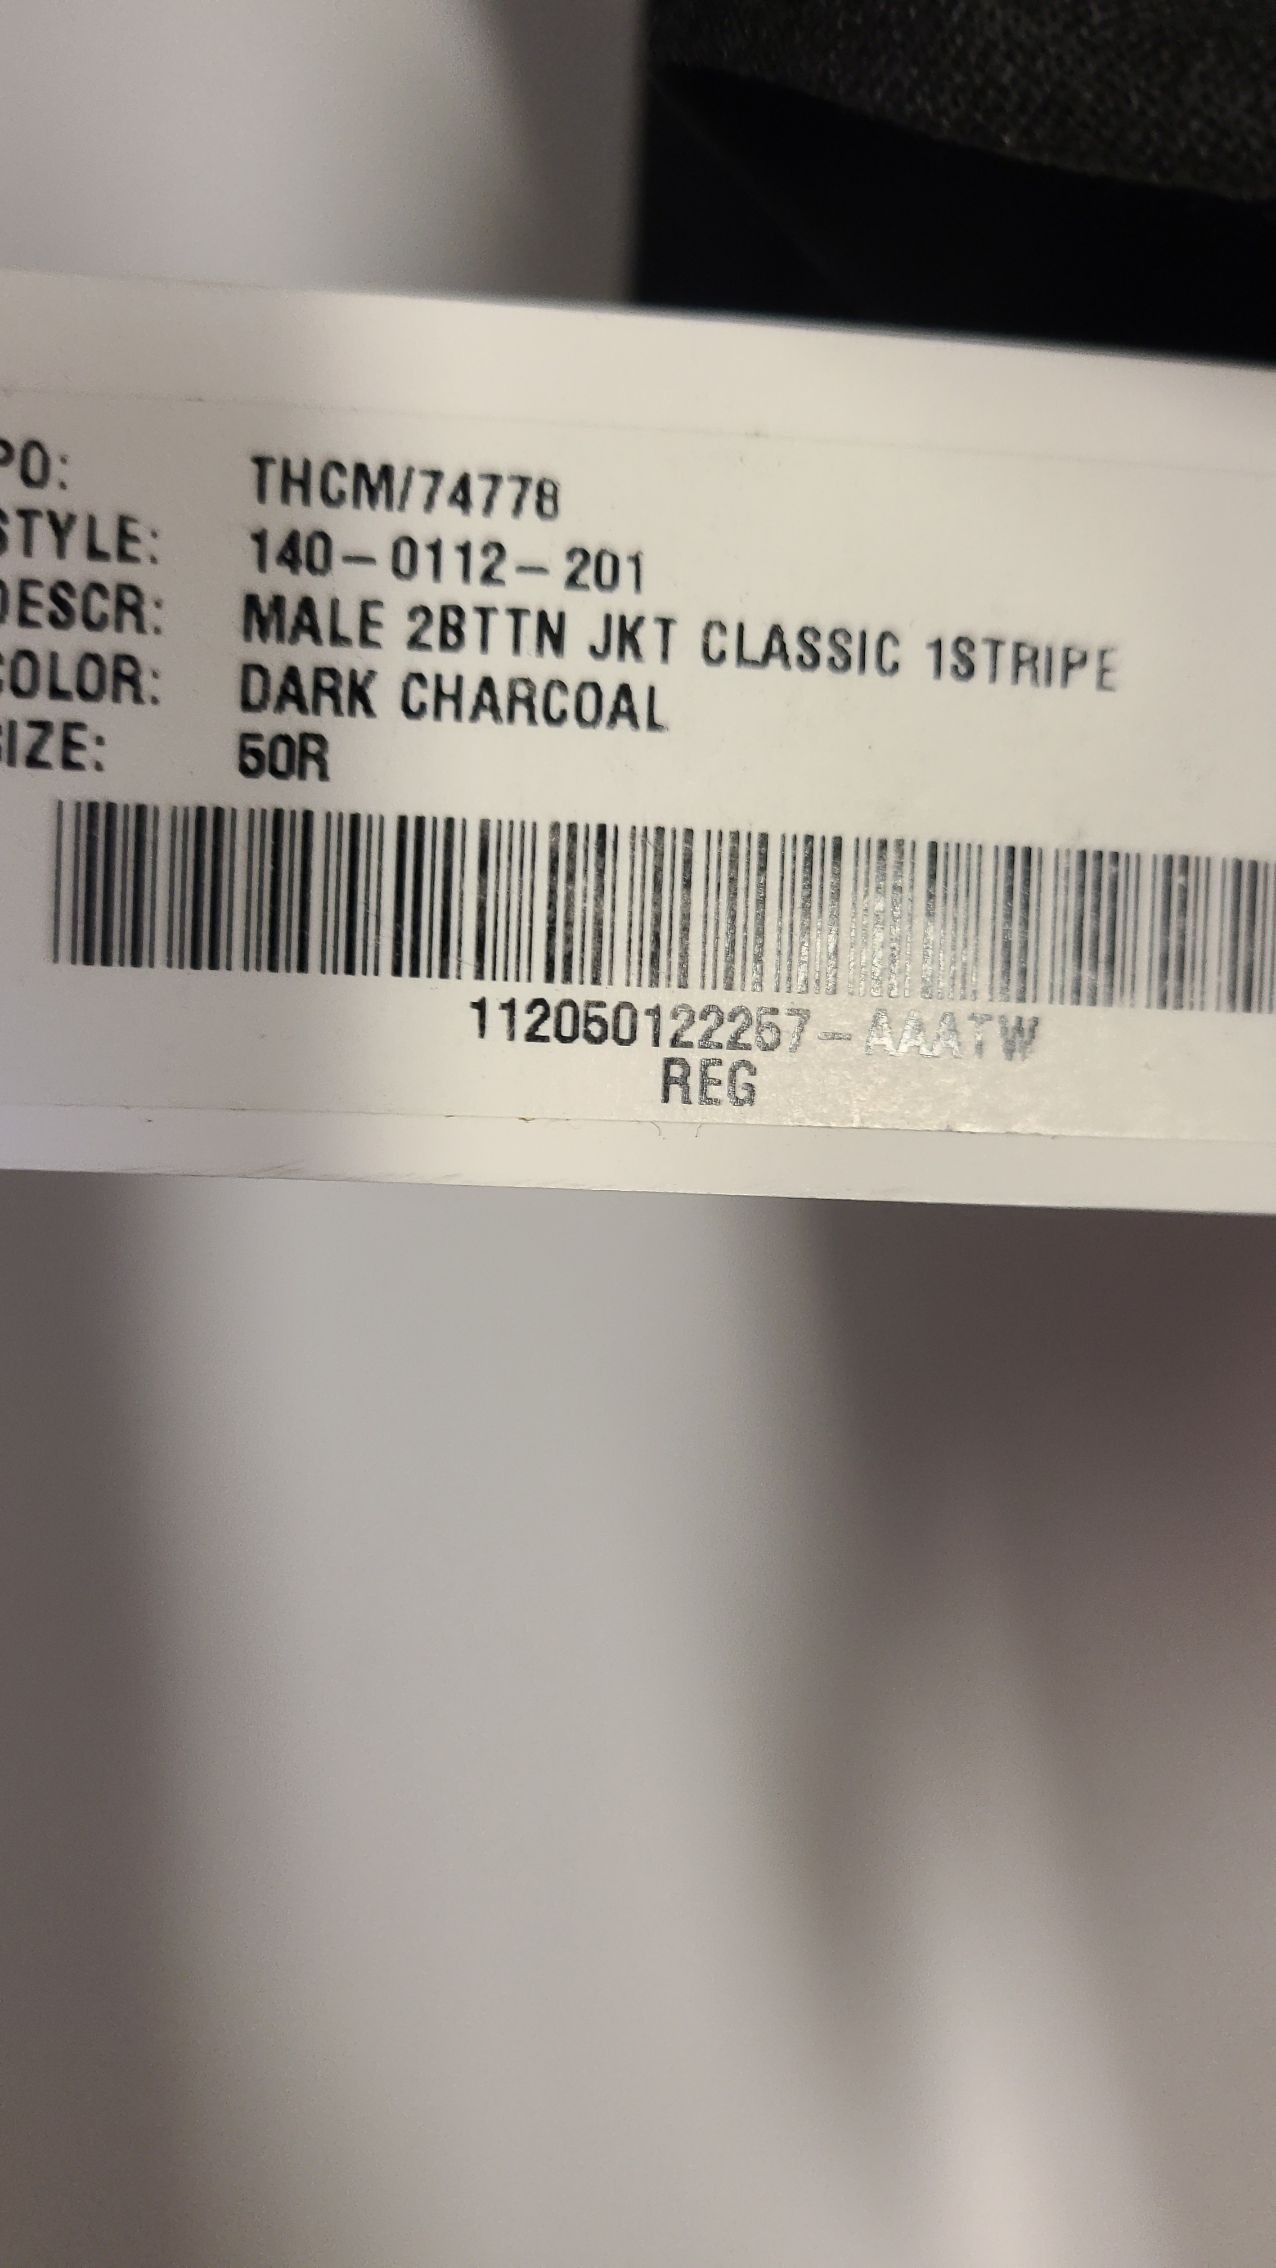 PO: THCM/74778
STYLE: 140-0112-201
DESCR: MALE 2BTTN JKT CLASSIC 1STRIPE
COLOR: DARK CHARCOAL
SIZE: 50R
112050122257-AAATW
REG